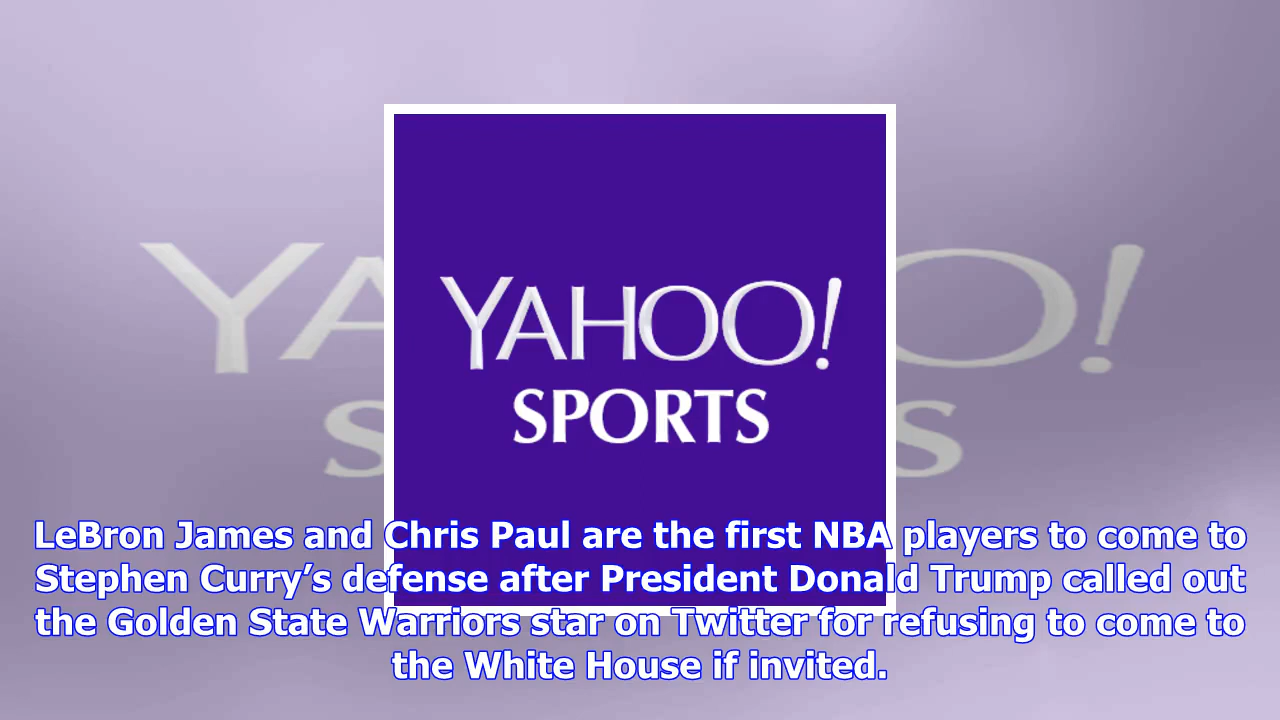 YAHOO!
SPORTS
LeBron James and Chris Paul are the first NBA players to come to
Stephen Curry’s defense after President Donald Trump called out
the Golden State Warriors star on Twitter for refusing to come to
the White House if invited.